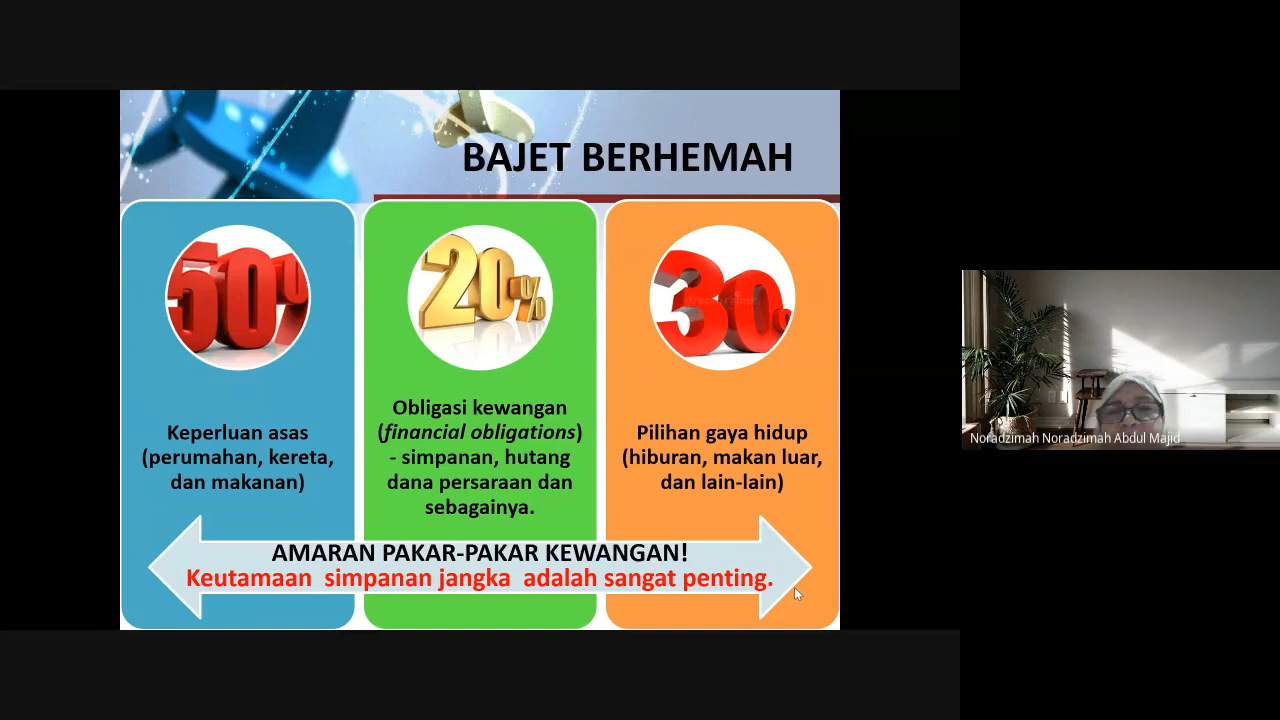 BAJET BERHEMAH
50%
20%
30%
Keperluan asas
(perumahan, kereta,
dan makanan)
Obligasi kewangan
(financial obligations)
- simpanan, hutang
dana persaraan dan
sebagainya.
Pilihan gaya hidup
(hiburan, makan luar,
dan lain-lain)
AMARAN PAKAR-PAKAR KEWANGAN!
Keutamaan simpanan jangka adalah sangat penting.
Noradzimah Noradzimah Abdul Majid